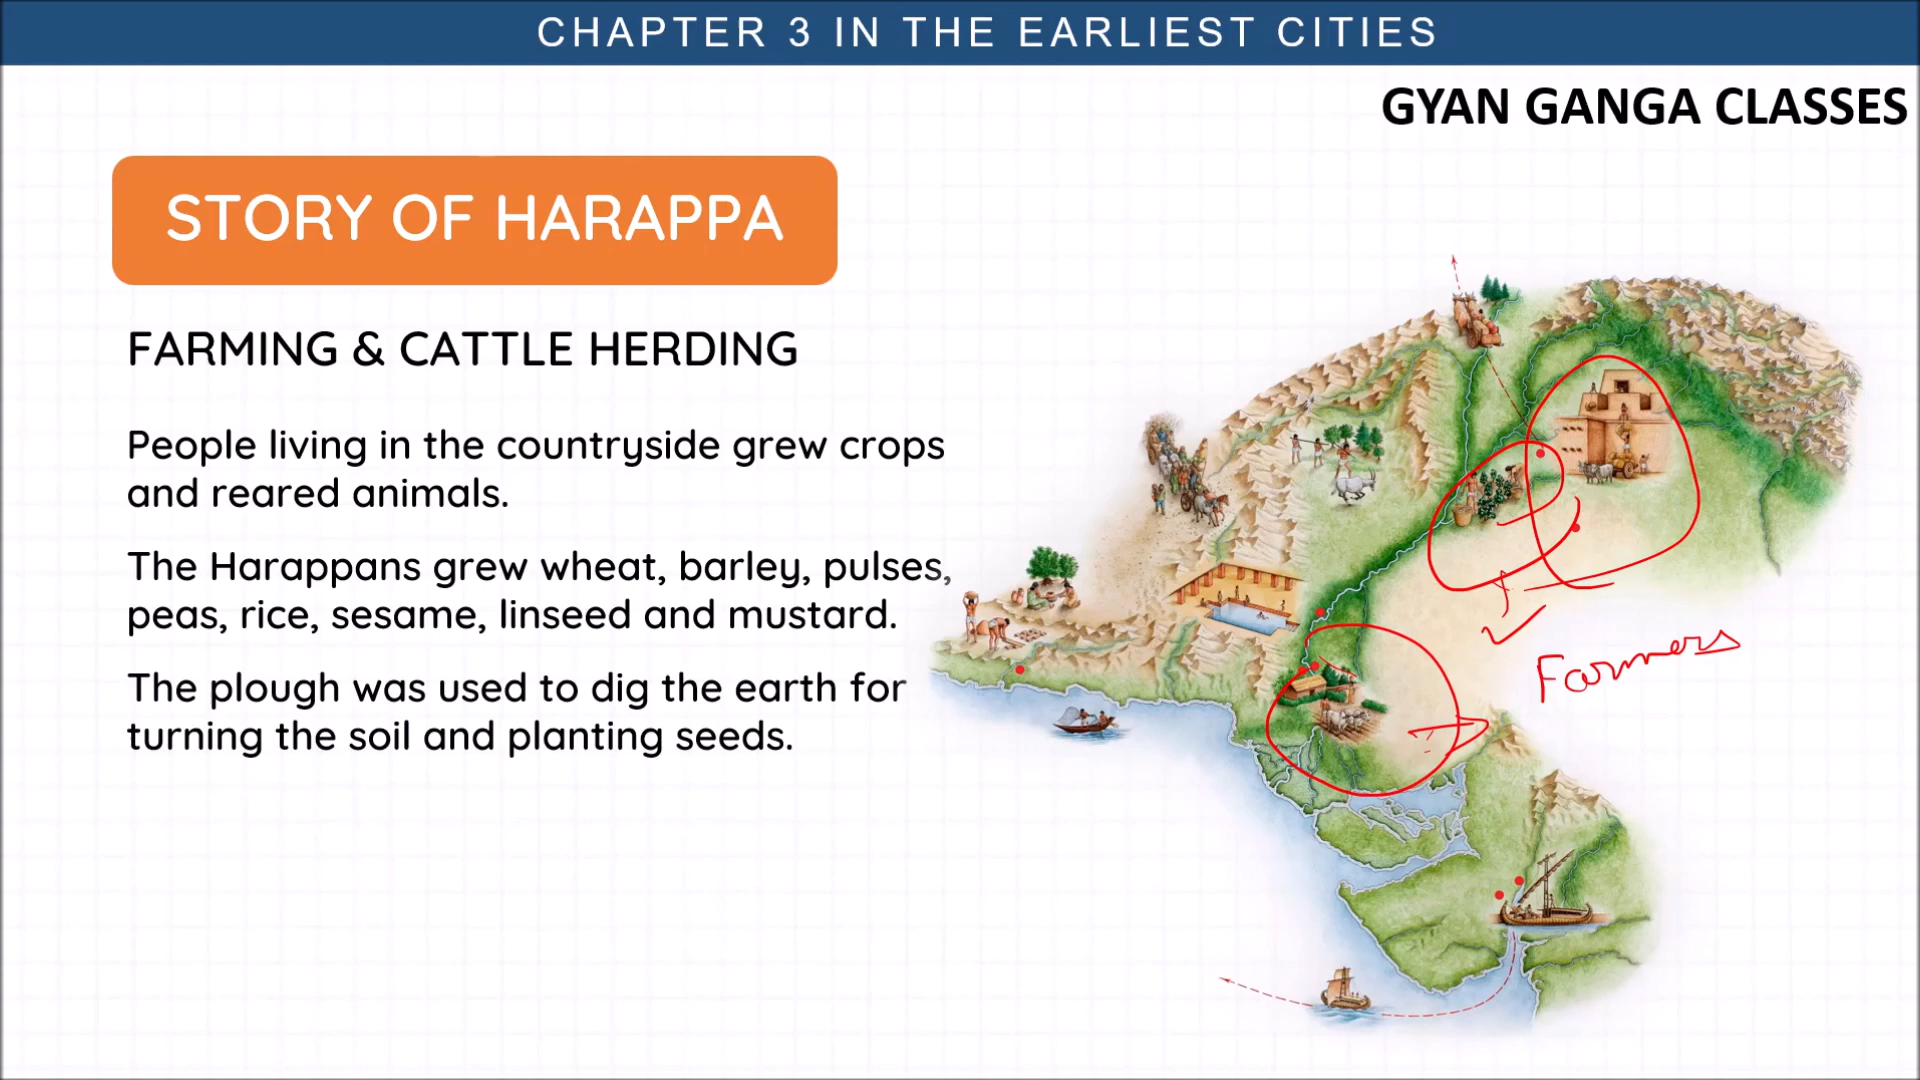 CHAPTER 3 IN THE EARLIEST CITIES
GYAN GANGA CLASSES
STORY OF HARAPPA
FARMING & CATTLE HERDING
People living in the countryside grew crops
and reared animals.
The Harappans grew wheat, barley, pulses,
peas, rice, sesame, linseed and mustard.
The plough was used to dig the earth for
turning the soil and planting seeds.
Farmers